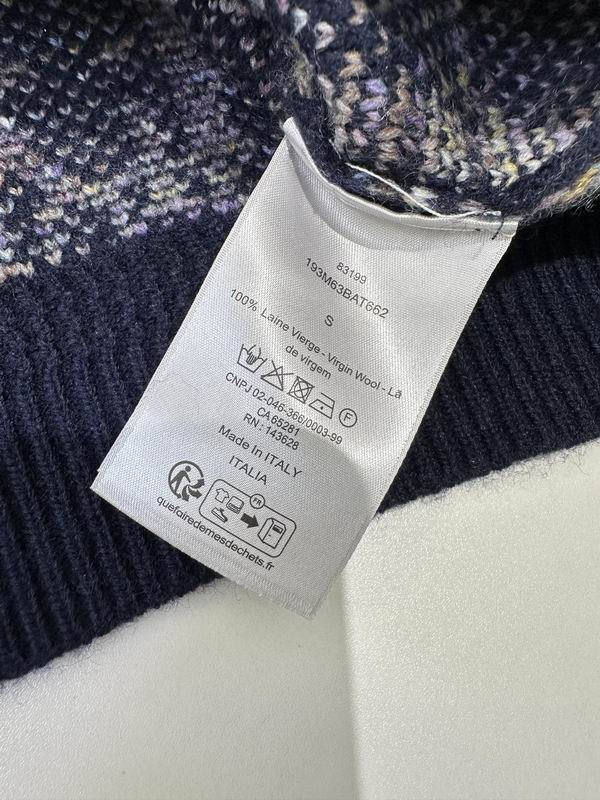 83199
193M63BAT662
S
100% Laine Vierge - Virgin Wool - Lã
de virgem
F
CNPJ 02-046-366/0003-99
CA 65281
RN : 143628
Made In ITALY
ITALIA
FR
quefairedemesdechets.fr